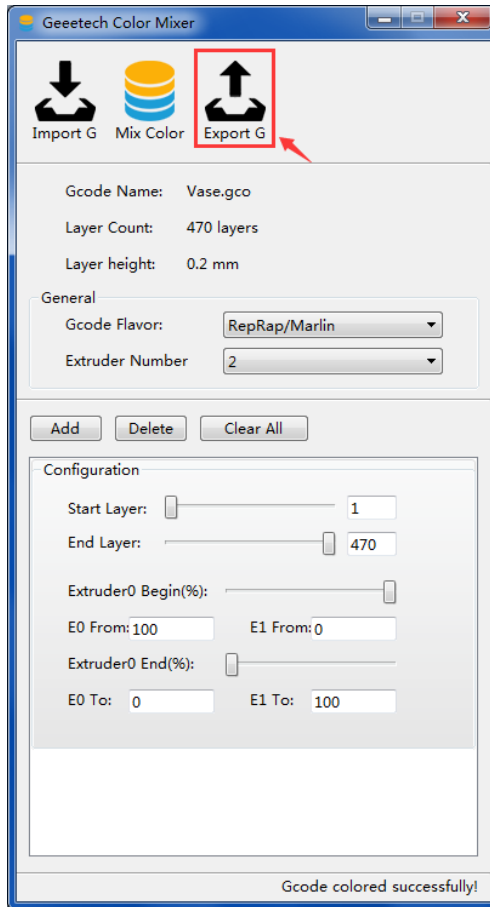 Geeetech Color Mixer
Import G Mix Color Export G
Gcode Name: Vase.gco
Layer Count: 470 layers
Layer height: 0.2 mm
General
Gcode Flavor: RepRap/Marlin
Extruder Number 2
Add Delete Clear All
Configuration
Start Layer: 1
End Layer: 470
Extruder0 Begin(%):
E0 From: 100 E1 From: 0
Extruder0 End(%):
E0 To: 0 E1 To: 100
Gcode colored successfully!